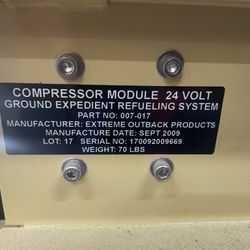 COMPRESSOR MODULE 24 VOLT
GROUND EXPEDIENT REFUELING SYSTEM
PART NO: 007-017
MANUFACTURER: EXTREME OUTBACK PRODUCTS
MANUFACTURE DATE: SEPT 2009
LOT: 17 SERIAL NO: 170092009669
WEIGHT: 70 LBS